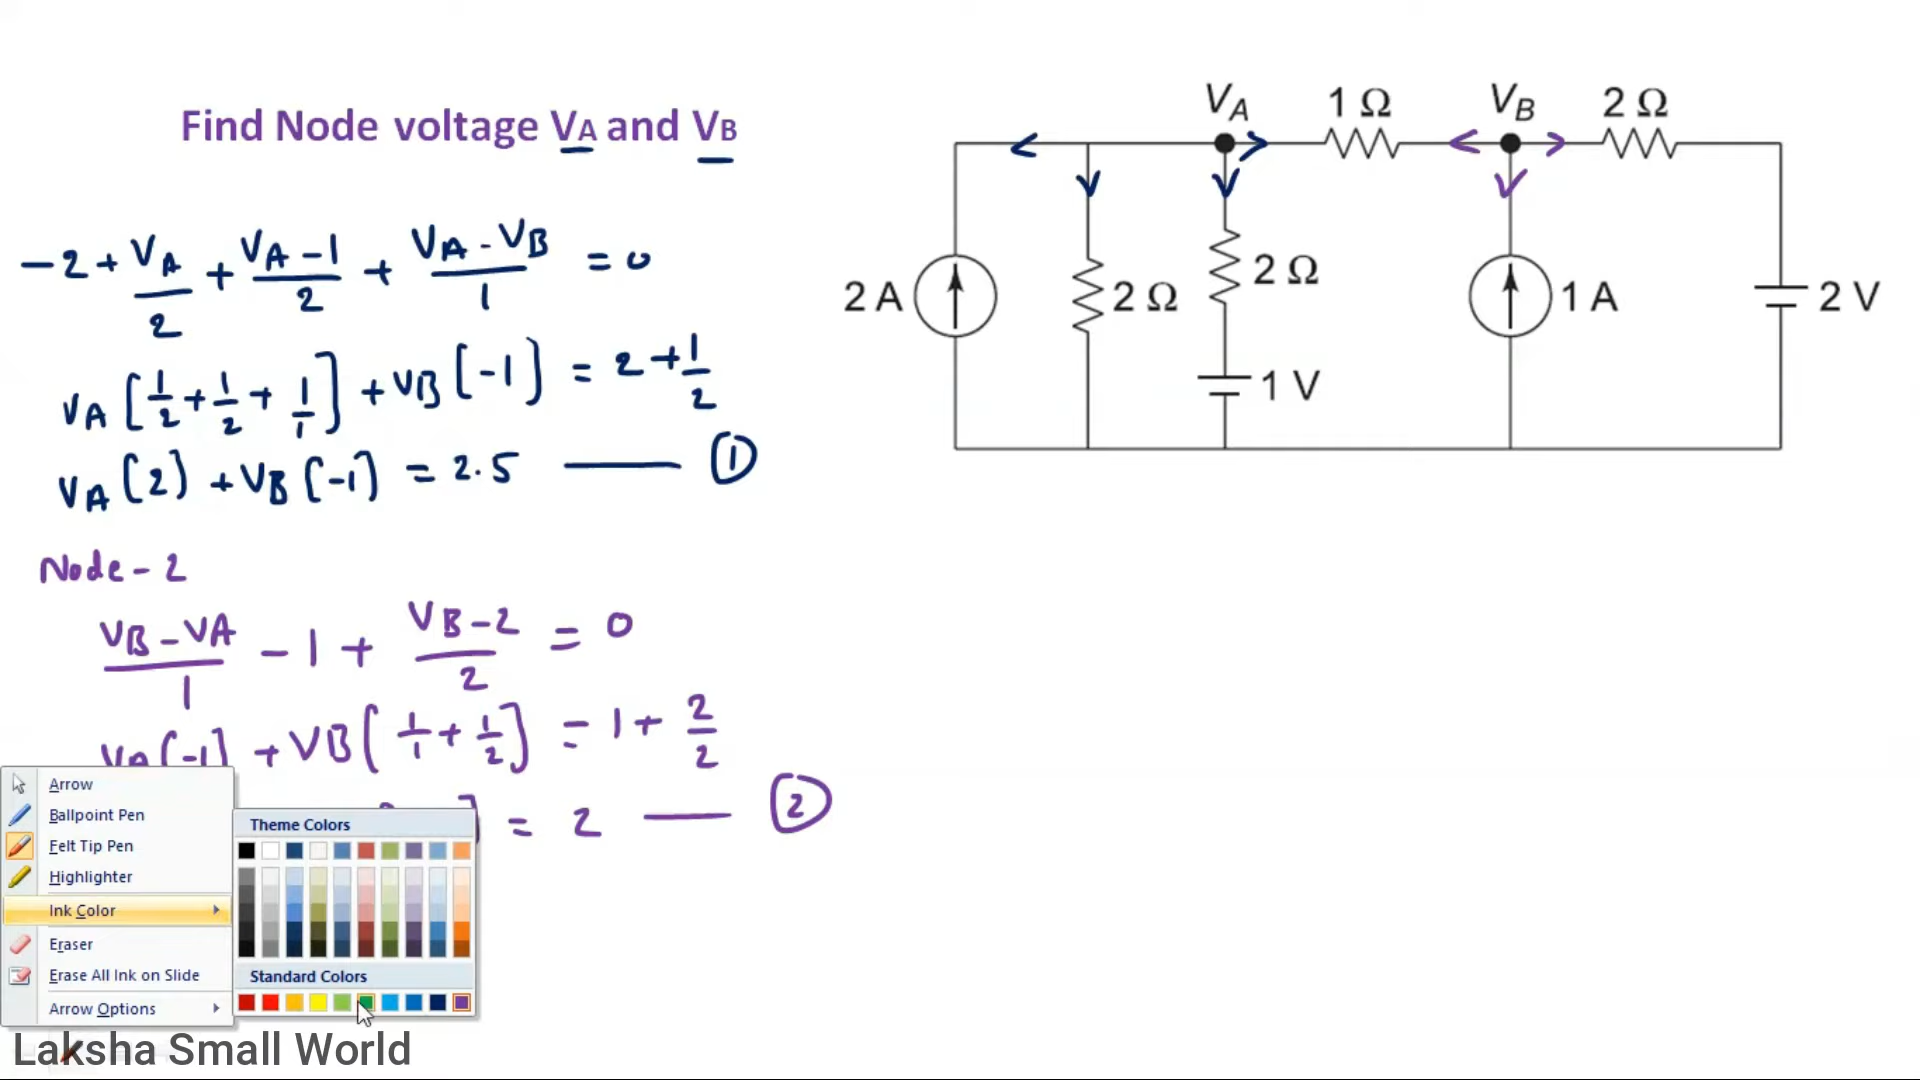 Find Node voltage VA and VB
-2 + VA/2 + VA-1/2 + VA-VB/1 = 0
VA [1/2 + 1/2 + 1/1] + VB [-1] = 2 + 1/2
VA [2] + VB [-1] = 2.5 —— ①
Node - 2
VB-VA/1 - 1 + VB-2/2 = 0
VA [-1] + VB [1/1 + 1/2] = 1 + 2/2
] = 2 —— ②
VA
1 Ω
VB
2 Ω
2 A
2 Ω
2 Ω
1 V
1 A
2 V
Arrow
Ballpoint Pen
Felt Tip Pen
Highlighter
Ink Color
Eraser
Erase All Ink on Slide
Arrow Options
Theme Colors
Standard Colors
Laksha Small World